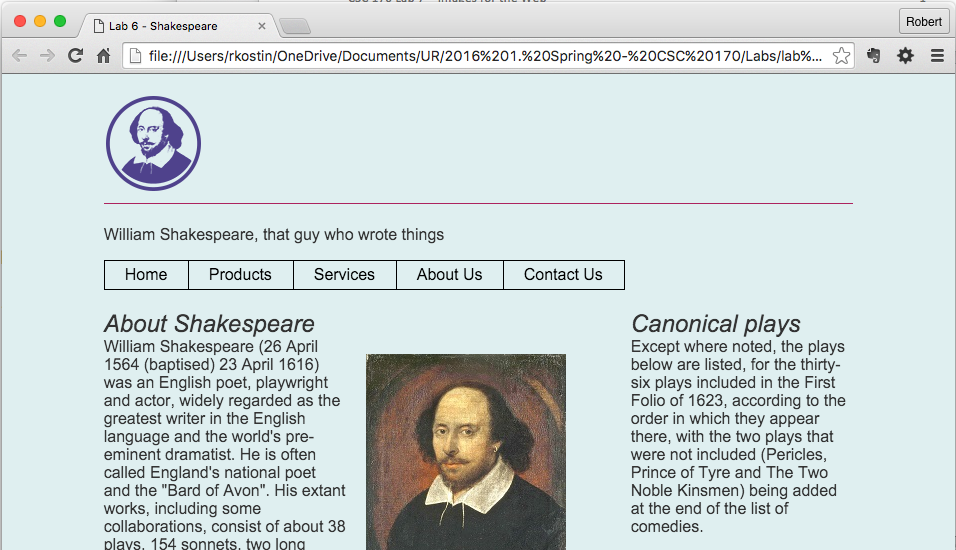 Lab 6 - Shakespeare
Robert
file:///Users/rkostin/OneDrive/Documents/UR/2016%201.%20Spring%20-%20CSC%20170/Labs/lab%...
William Shakespeare, that guy who wrote things
Home Products Services About Us Contact Us
About Shakespeare
William Shakespeare (26 April
1564 (baptised) 23 April 1616)
was an English poet, playwright
and actor, widely regarded as the
greatest writer in the English
language and the world's pre-
eminent dramatist. He is often
called England's national poet
and the "Bard of Avon". His extant
works, including some
collaborations, consist of about 38
plays, 154 sonnets, two long
Canonical plays
Except where noted, the plays
below are listed, for the thirty-
six plays included in the First
Folio of 1623, according to the
order in which they appear
there, with the two plays that
were not included (Pericles,
Prince of Tyre and The Two
Noble Kinsmen) being added
at the end of the list of
comedies.